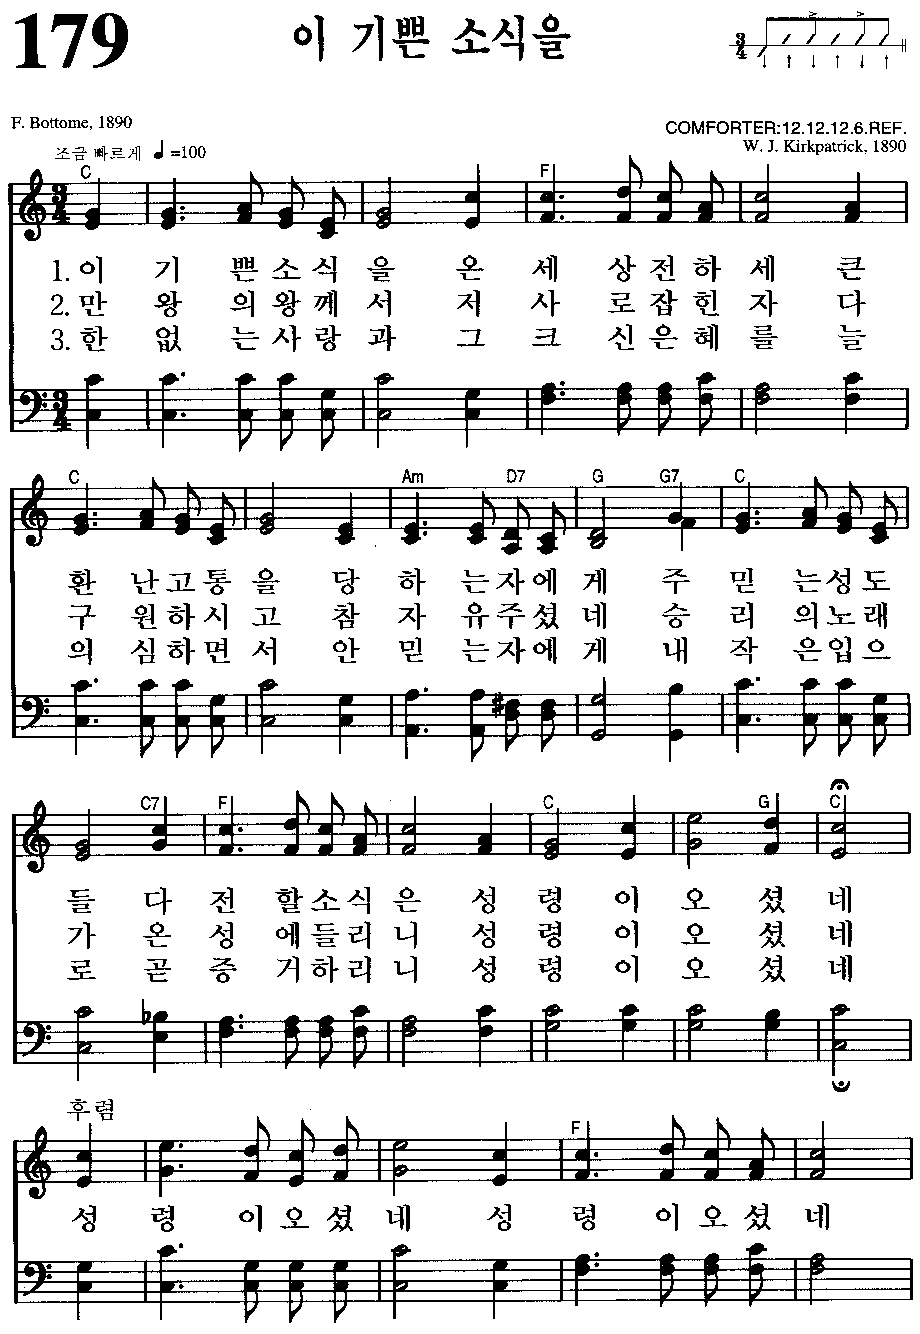 179
이 기쁜 소식을
3/4
F. Bottome, 1890
COMFORTER:12.12.12.6.REF.
조금 빠르게 ♩=100
W. J. Kirkpatrick, 1890
C F
1. 이 기 쁜 소 식 을 온 세 상 전 하 세 큰
2. 만 왕 의 왕 께 서 저 사 로 잡 힌 자 다
3. 한 없 는 사 랑 과 그 크 신 은 혜 를 늘
C Am D7 G G7 C
환 난 고 통 을 당 하 는 자 에 게 주 믿 는 성 도
구 원 하 시 고 참 자 유 주 셨 네 승 리 의 노 래
의 심 하 면 서 안 믿 는 자 에 게 내 작 은 입 으
C7 F C G C
들 다 전 할 소 식 은 성 령 이 오 셨 네
가 온 성 에 들 리 니 성 령 이 오 셨 네
로 곧 증 거 하 리 니 성 령 이 오 셨 네
후렴
F
성 령 이 오 셨 네 성 령 이 오 셨 네